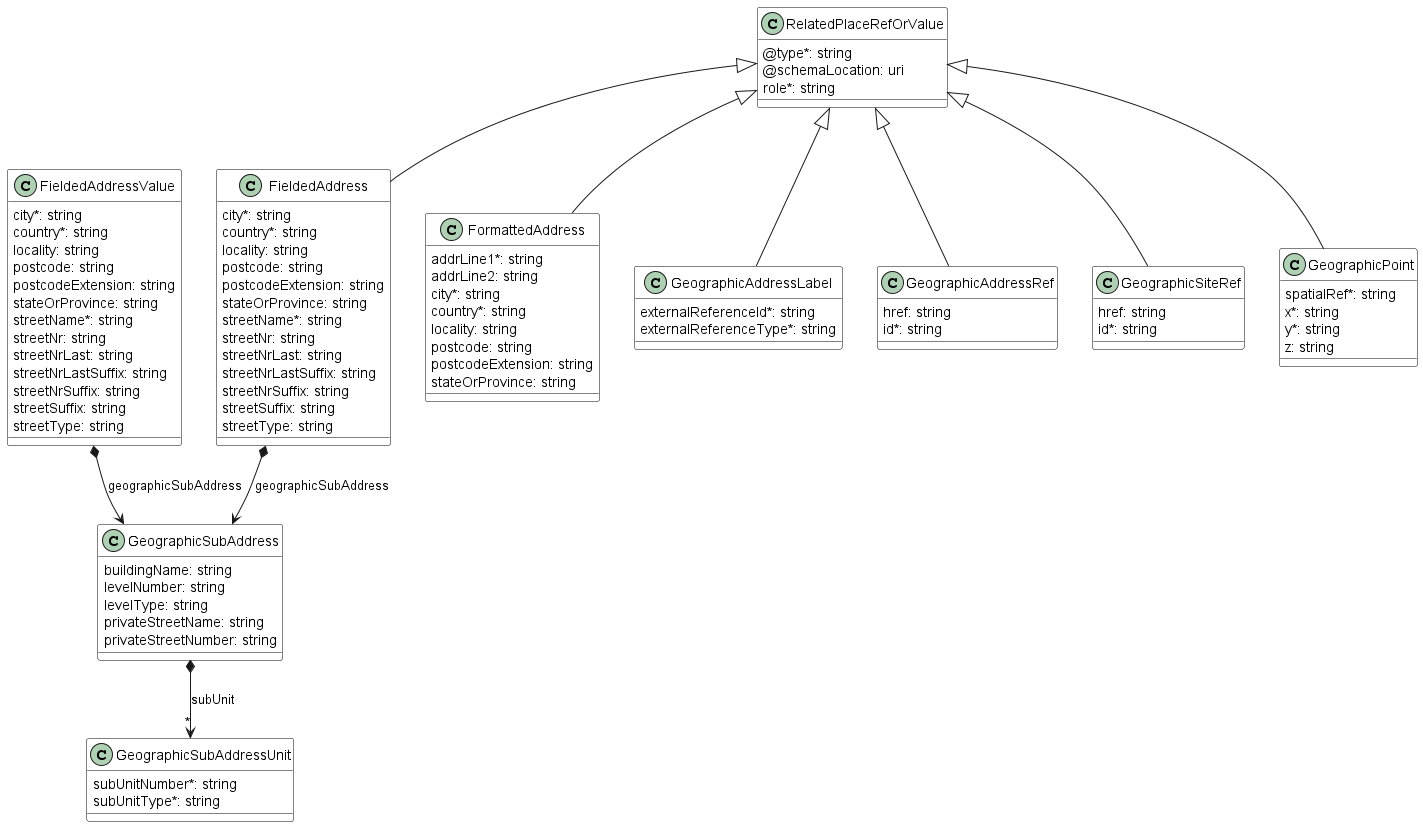 C RelatedPlaceRefOrValue
@type*: string
@schemaLocation: uri
role*: string
C FieldedAddressValue
city*: string
country*: string
locality: string
postcode: string
postcodeExtension: string
stateOrProvince: string
streetName*: string
streetNr: string
streetNrLast: string
streetNrLastSuffix: string
streetNrSuffix: string
streetSuffix: string
streetType: string
C FieldedAddress
city*: string
country*: string
locality: string
postcode: string
postcodeExtension: string
stateOrProvince: string
streetName*: string
streetNr: string
streetNrLast: string
streetNrLastSuffix: string
streetNrSuffix: string
streetSuffix: string
streetType: string
C FormattedAddress
addrLine1*: string
addrLine2: string
city*: string
country*: string
locality: string
postcode: string
postcodeExtension: string
stateOrProvince: string
C GeographicAddressLabel
externalReferenceId*: string
externalReferenceType*: string
C GeographicAddressRef
href: string
id*: string
C GeographicSiteRef
href: string
id*: string
C GeographicPoint
spatialRef*: string
x*: string
y*: string
z: string
geographicSubAddress
geographicSubAddress
C GeographicSubAddress
buildingName: string
levelNumber: string
levelType: string
privateStreetName: string
privateStreetNumber: string
subUnit
*
C GeographicSubAddressUnit
subUnitNumber*: string
subUnitType*: string